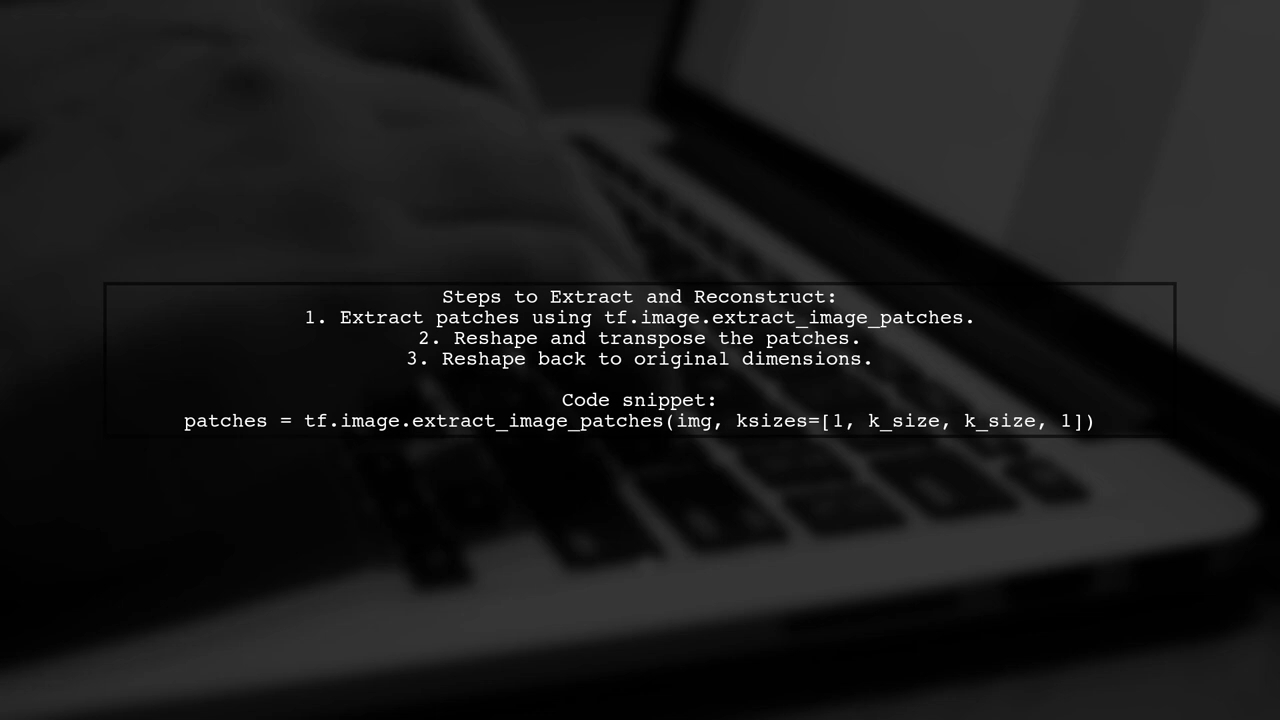 Steps to Extract and Reconstruct:
1. Extract patches using tf.image.extract_image_patches.
2. Reshape and transpose the patches.
3. Reshape back to original dimensions.
Code snippet:
patches = tf.image.extract_image_patches(img, ksizes=[1, k_size, k_size, 1])